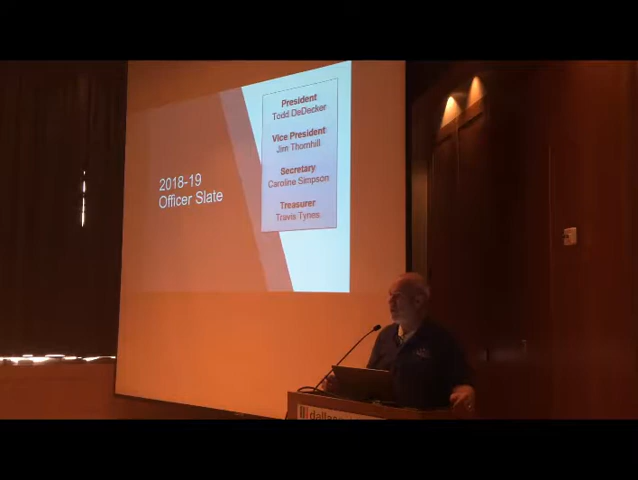 2018-19
Officer Slate
President
Todd DeDecker
Vice President
Jim Thornhill
Secretary
Caroline Simpson
Treasurer
Travis Tynes